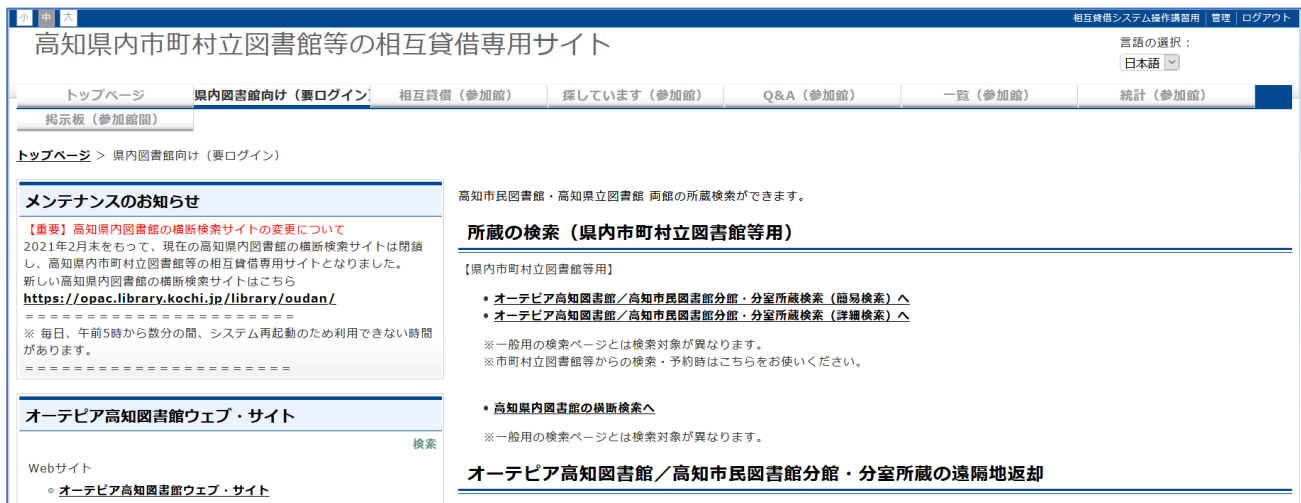 小 中 大
相互貸借システム操作講習用 管理 ログアウト
高知県内市町村立図書館等の相互貸借専用サイト
言語の選択：
日本語
トップページ 県内図書館向け（要ログイン 相互貸借（参加館） 探しています（参加館） Q&A（参加館） 一覧（参加館） 統計（参加館）
掲示板（参加館間）
トップページ ＞ 県内図書館向け（要ログイン）
メンテナンスのお知らせ
【重要】高知県内図書館の横断検索サイトの変更について
2021年2月末をもって、現在の高知県内図書館の横断検索サイトは閉鎖
し、高知県内市町村立図書館等の相互貸借専用サイトとなりました。
新しい高知県内図書館の横断検索サイトはこちら
https://opac.library.kochi.jp/library/oudan/
＝＝＝＝＝＝＝＝＝＝＝＝＝＝＝＝＝＝＝＝＝＝
※ 毎日、午前5時から数分の間、システム再起動のため利用できない時間
があります。
＝＝＝＝＝＝＝＝＝＝＝＝＝＝＝＝＝＝＝＝＝＝
オーテピア高知図書館ウェブ・サイト
検索
Webサイト
オーテピア高知図書館ウェブ・サイト
高知市民図書館・高知県立図書館 両館の所蔵検索ができます。
所蔵の検索（県内市町村立図書館等用）
【県内市町村立図書館等用】
• オーテピア高知図書館／高知市民図書館分館・分室所蔵検索（簡易検索）へ
• オーテピア高知図書館／高知市民図書館分館・分室所蔵検索（詳細検索）へ
※一般用の検索ページとは検索対象が異なります。
※市町村立図書館等からの検索・予約時はこちらをお使いください。
• 高知県内図書館の横断検索へ
※一般用の検索ページとは検索対象が異なります。
オーテピア高知図書館／高知市民図書館分館・分室所蔵の遠隔地返却